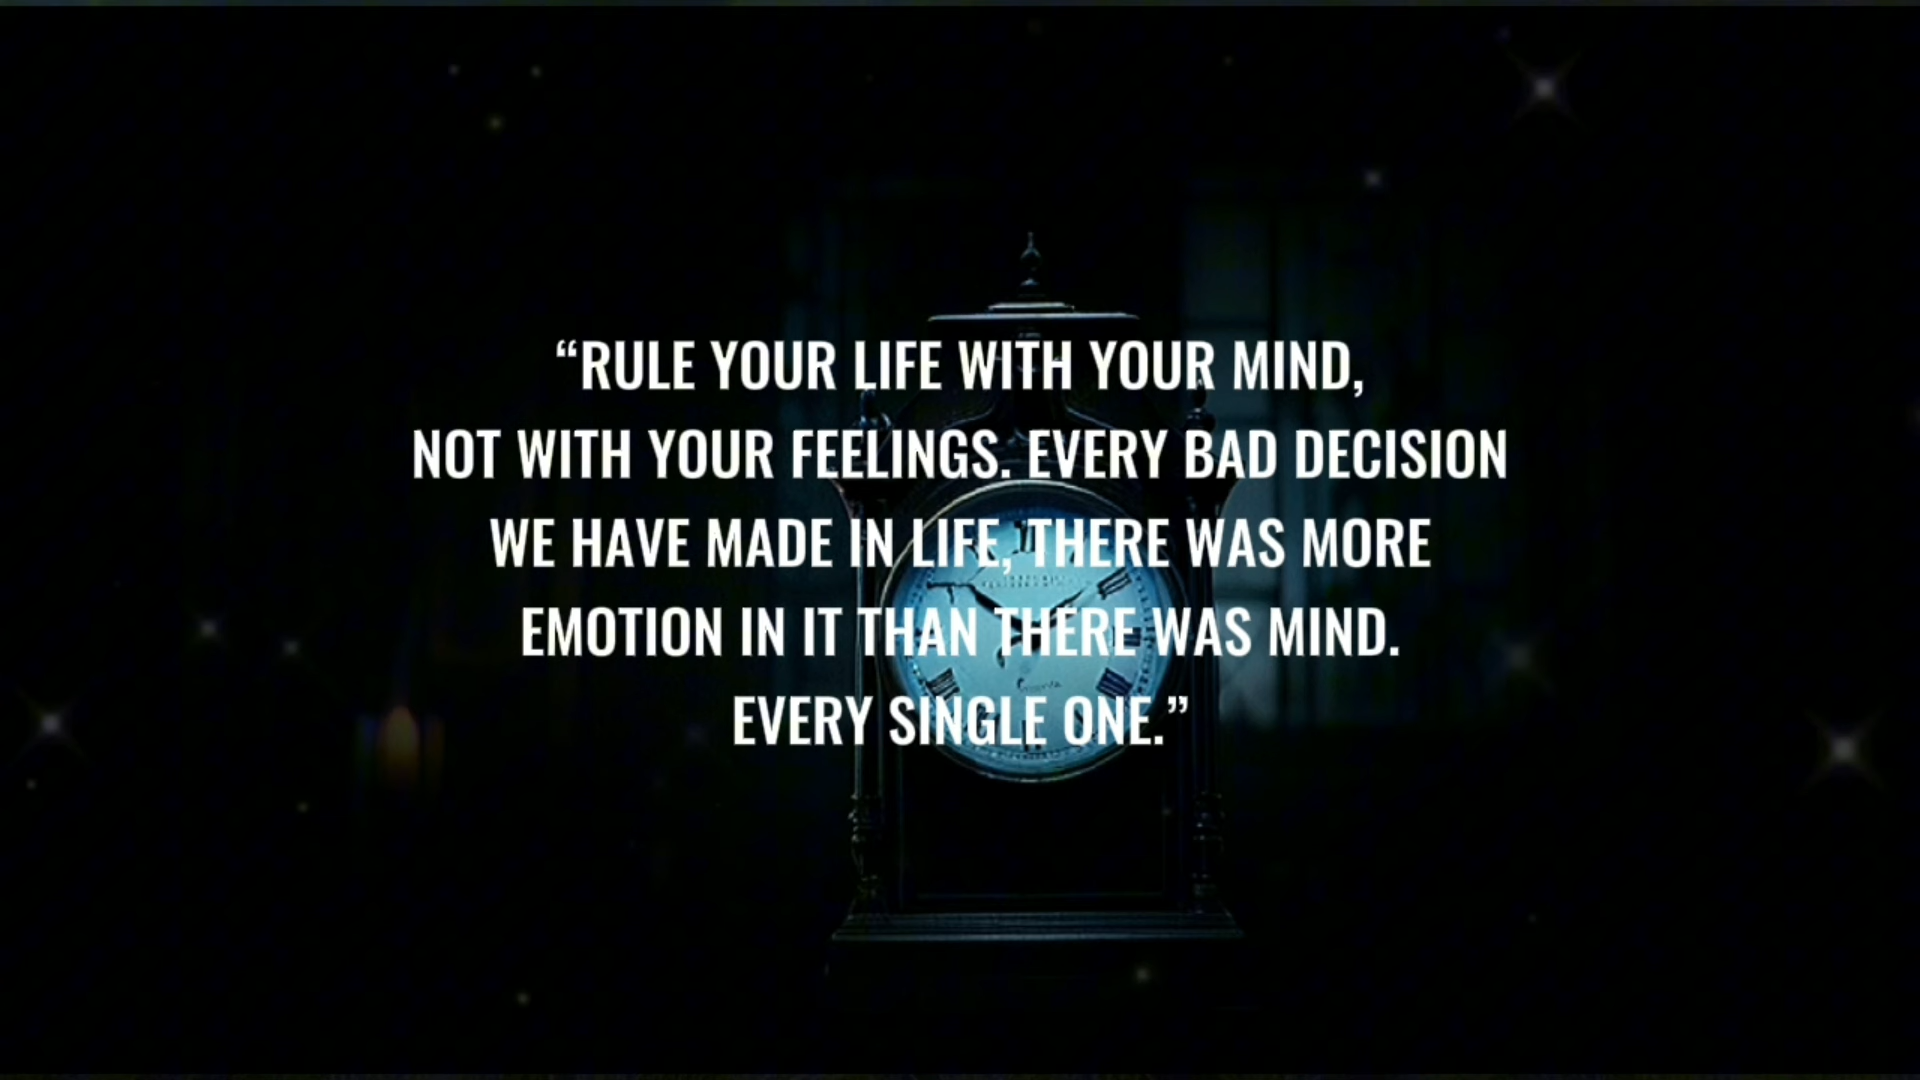 “RULE YOUR LIFE WITH YOUR MIND,
NOT WITH YOUR FEELINGS. EVERY BAD DECISION
WE HAVE MADE IN LIFE, THERE WAS MORE
EMOTION IN IT THAN THERE WAS MIND.
EVERY SINGLE ONE.”